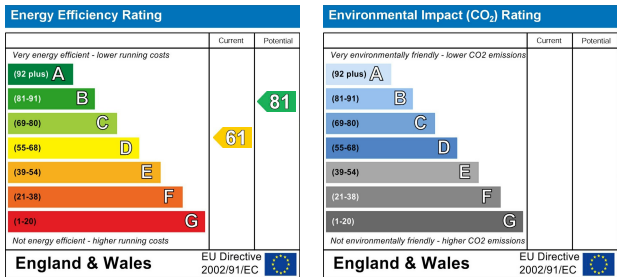 Energy Efficiency Rating
Current Potential
Very energy efficient - lower running costs
(92 plus) A
(81-91) B
81
(69-80) C
61
(55-68) D
(39-54) E
(21-38) F
(1-20) G
Not energy efficient - higher running costs
England & Wales
EU Directive
2002/91/EC
Environmental Impact (CO₂) Rating
Current Potential
Very environmentally friendly - lower CO2 emissions
(92 plus) A
(81-91) B
(69-80) C
(55-68) D
(39-54) E
(21-38) F
(1-20) G
Not environmentally friendly - higher CO2 emissions
England & Wales
EU Directive
2002/91/EC